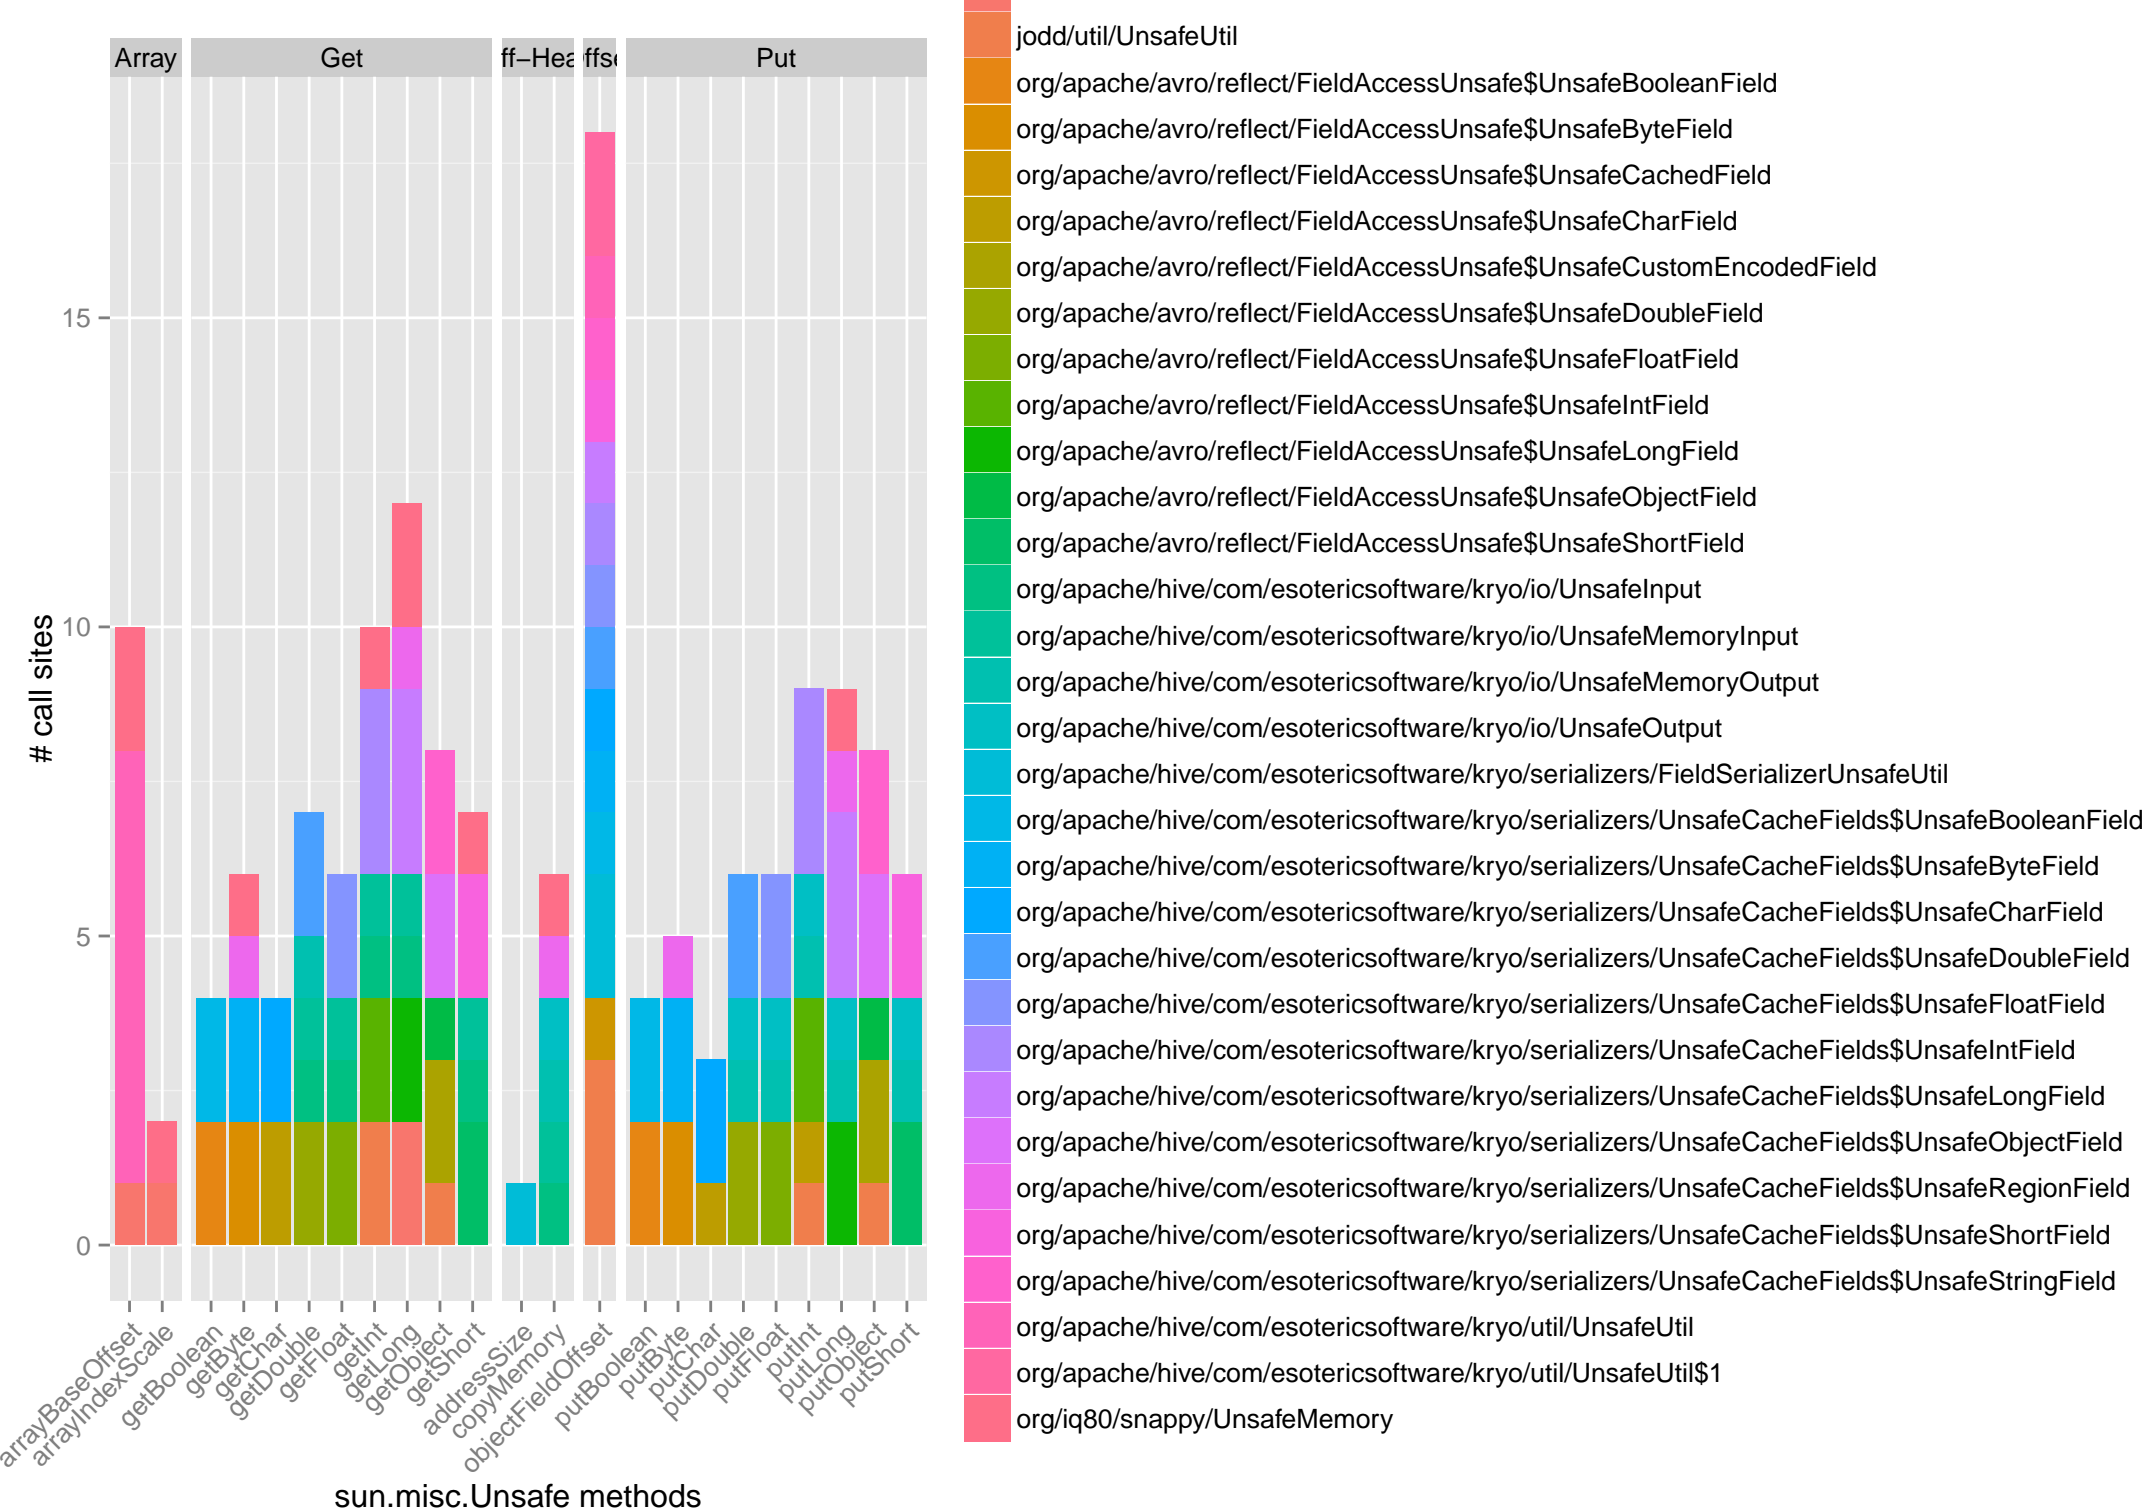 Array
Get
ff−Hea
ffse
Put
15
10
5
0
# call sites
arrayBaseOffset
arrayIndexScale
getBoolean
getByte
getChar
getDouble
getFloat
getInt
getLong
getObject
getShort
addressSize
copyMemory
objectFieldOffset
putBoolean
putByte
putChar
putDouble
putFloat
putInt
putLong
putObject
putShort
sun.misc.Unsafe methods
jodd/util/UnsafeUtil
org/apache/avro/reflect/FieldAccessUnsafe$UnsafeBooleanField
org/apache/avro/reflect/FieldAccessUnsafe$UnsafeByteField
org/apache/avro/reflect/FieldAccessUnsafe$UnsafeCachedField
org/apache/avro/reflect/FieldAccessUnsafe$UnsafeCharField
org/apache/avro/reflect/FieldAccessUnsafe$UnsafeCustomEncodedField
org/apache/avro/reflect/FieldAccessUnsafe$UnsafeDoubleField
org/apache/avro/reflect/FieldAccessUnsafe$UnsafeFloatField
org/apache/avro/reflect/FieldAccessUnsafe$UnsafeIntField
org/apache/avro/reflect/FieldAccessUnsafe$UnsafeLongField
org/apache/avro/reflect/FieldAccessUnsafe$UnsafeObjectField
org/apache/avro/reflect/FieldAccessUnsafe$UnsafeShortField
org/apache/hive/com/esotericsoftware/kryo/io/UnsafeInput
org/apache/hive/com/esotericsoftware/kryo/io/UnsafeMemoryInput
org/apache/hive/com/esotericsoftware/kryo/io/UnsafeMemoryOutput
org/apache/hive/com/esotericsoftware/kryo/io/UnsafeOutput
org/apache/hive/com/esotericsoftware/kryo/serializers/FieldSerializerUnsafeUtil
org/apache/hive/com/esotericsoftware/kryo/serializers/UnsafeCacheFields$UnsafeBooleanField
org/apache/hive/com/esotericsoftware/kryo/serializers/UnsafeCacheFields$UnsafeByteField
org/apache/hive/com/esotericsoftware/kryo/serializers/UnsafeCacheFields$UnsafeCharField
org/apache/hive/com/esotericsoftware/kryo/serializers/UnsafeCacheFields$UnsafeDoubleField
org/apache/hive/com/esotericsoftware/kryo/serializers/UnsafeCacheFields$UnsafeFloatField
org/apache/hive/com/esotericsoftware/kryo/serializers/UnsafeCacheFields$UnsafeIntField
org/apache/hive/com/esotericsoftware/kryo/serializers/UnsafeCacheFields$UnsafeLongField
org/apache/hive/com/esotericsoftware/kryo/serializers/UnsafeCacheFields$UnsafeObjectField
org/apache/hive/com/esotericsoftware/kryo/serializers/UnsafeCacheFields$UnsafeRegionField
org/apache/hive/com/esotericsoftware/kryo/serializers/UnsafeCacheFields$UnsafeShortField
org/apache/hive/com/esotericsoftware/kryo/serializers/UnsafeCacheFields$UnsafeStringField
org/apache/hive/com/esotericsoftware/kryo/util/UnsafeUtil
org/apache/hive/com/esotericsoftware/kryo/util/UnsafeUtil$1
org/iq80/snappy/UnsafeMemory